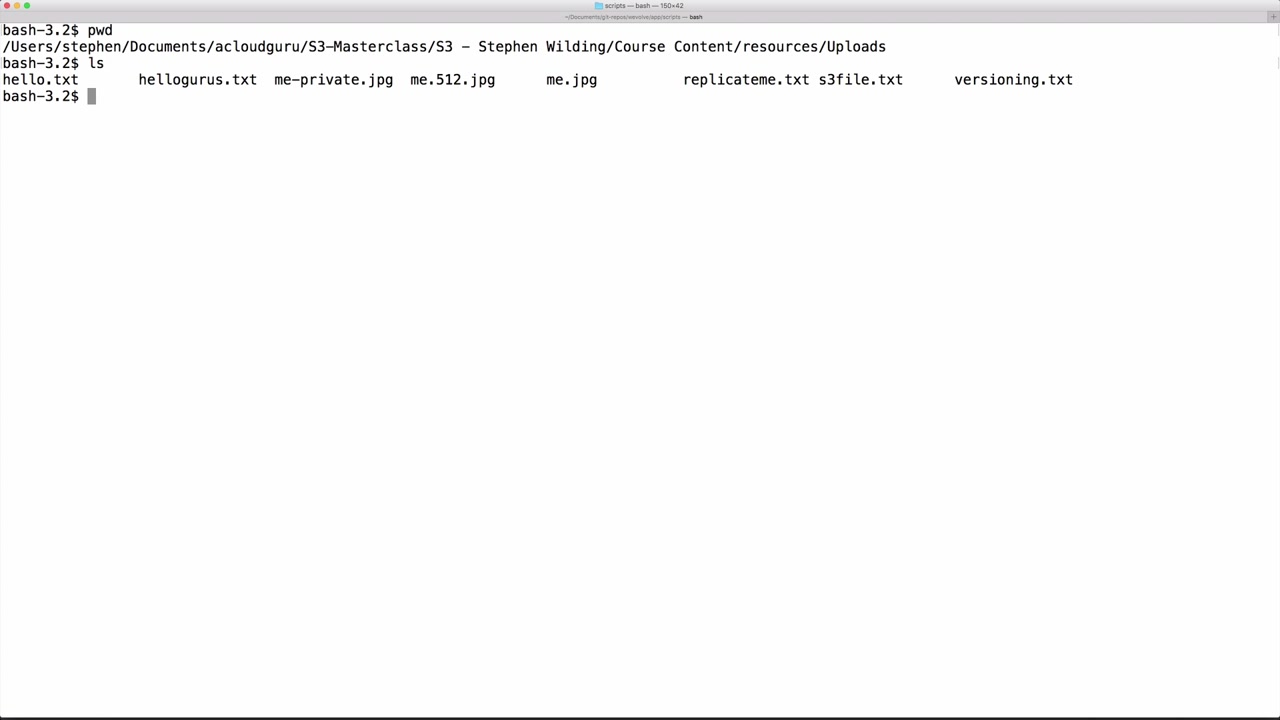 scripts — bash — 150×42
~/Documents/git-repos/wevolve/app/scripts — bash
bash-3.2$ pwd
/Users/stephen/Documents/acloudguru/S3-Masterclass/S3 - Stephen Wilding/Course Content/resources/Uploads
bash-3.2$ ls
hello.txt hellogurus.txt me-private.jpg me.512.jpg me.jpg replicateme.txt s3file.txt versioning.txt
bash-3.2$